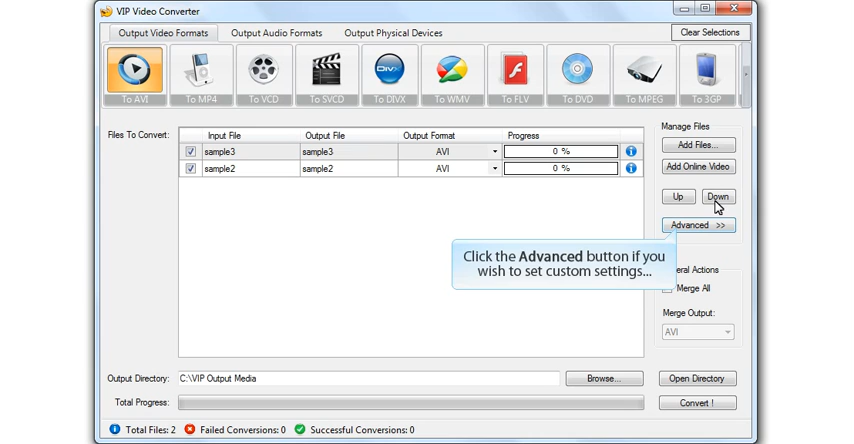 VIP Video Converter
Output Video Formats
Output Audio Formats
Output Physical Devices
Clear Selections
To AVI
To MP4
To VCD
To SVCD
DIVX
To DIVX
To WMV
To FLV
To DVD
To MPEG
To 3GP
Files To Convert:
Input File
Output File
Output Format
Progress
sample3
sample3
AVI
0 %
sample2
sample2
AVI
0 %
Manage Files
Add Files...
Add Online Video
Up
Down
Advanced >>
Click the Advanced button if you
wish to set custom settings...
eral Actions
Merge All
Merge Output:
AVI
Output Directory:
C:\VIP Output Media
Browse...
Open Directory
Total Progress:
Convert !
Total Files: 2
Failed Conversions: 0
Successful Conversions: 0